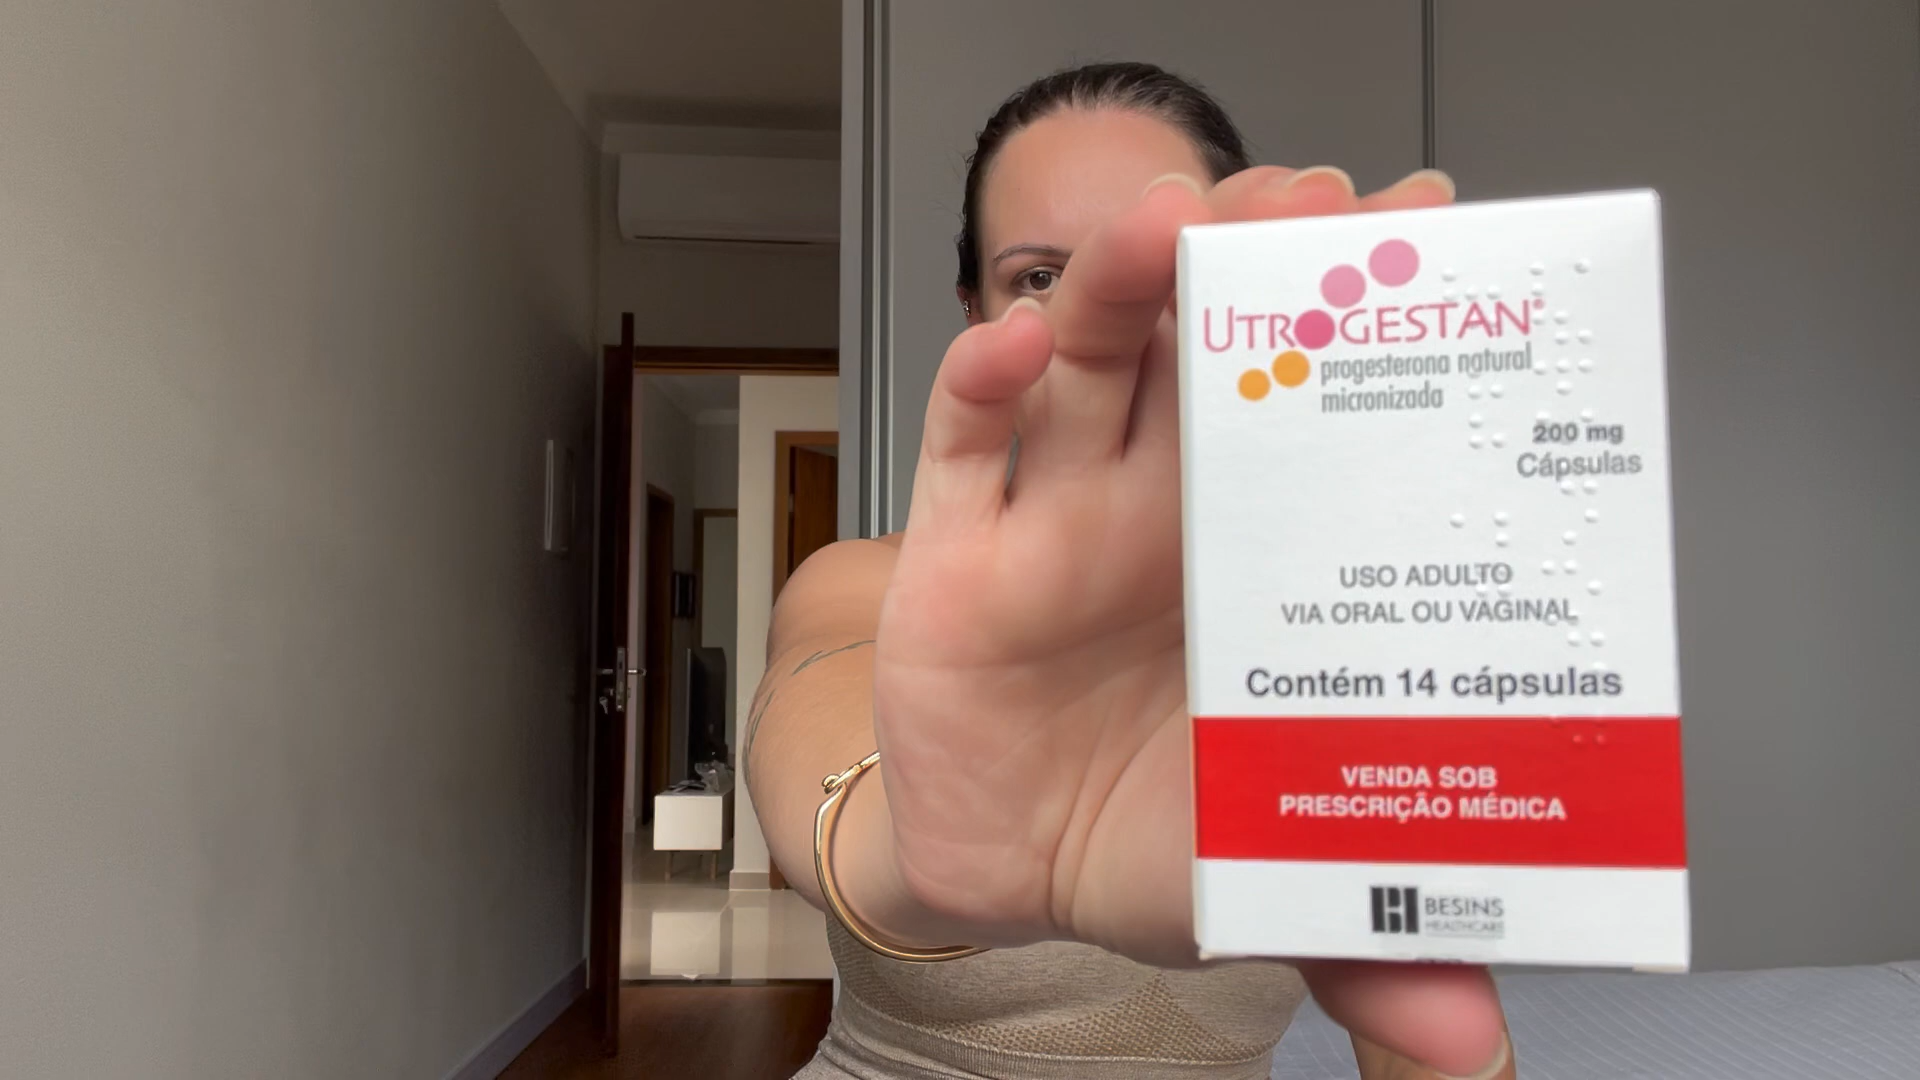 UTROGESTAN®
progesterona natural
micronizada
200 mg
Cápsulas
USO ADULTO
VIA ORAL OU VAGINAL
Contém 14 cápsulas
VENDA SOB
PRESCRIÇÃO MÉDICA
BESINS
HEALTHCARE